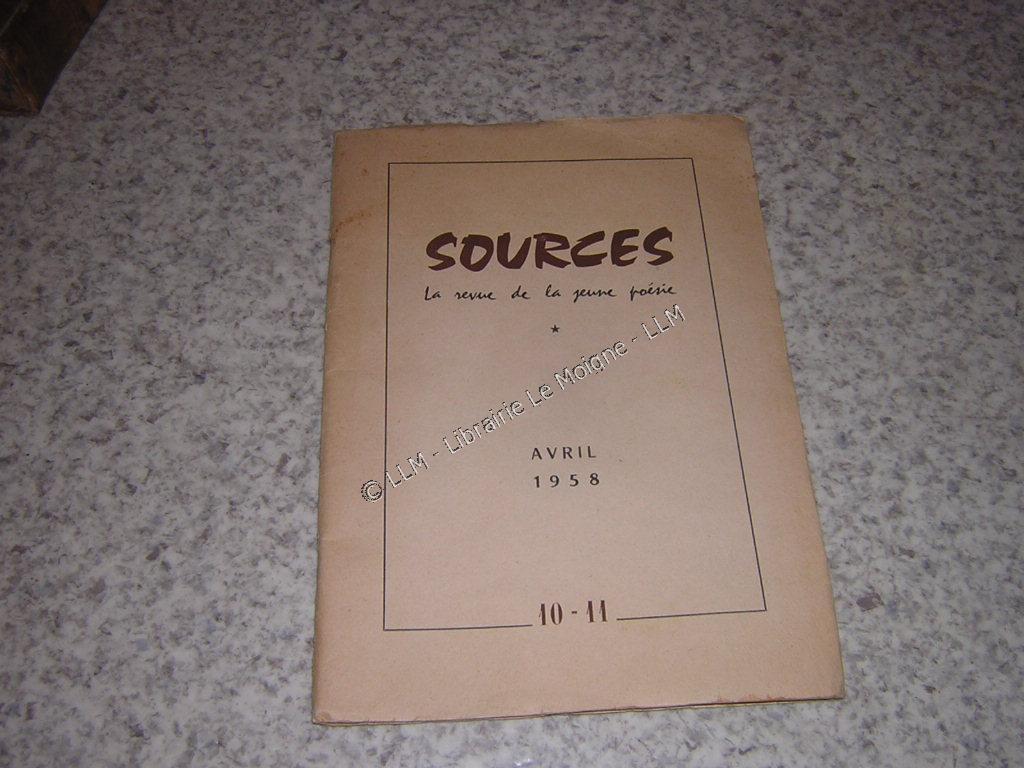 SOURCES
La revue de la jeune poésie
© LLM - Librairie Le Moigne - LLM
AVRIL
1958
10 - 11